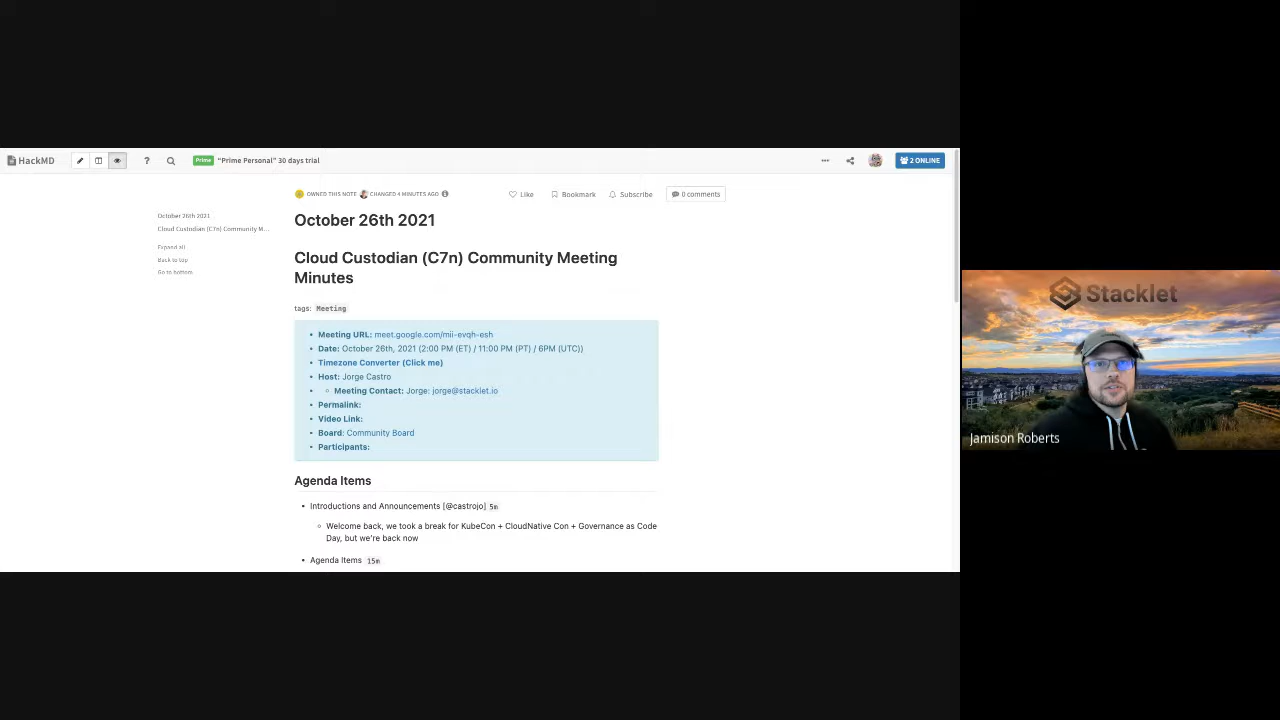 HackMD
?
Prime "Prime Personal" 30 days trial
2 ONLINE
OWNED THIS NOTE CHANGED 4 MINUTES AGO
Like
Bookmark
Subscribe
0 comments
October 26th 2021
Cloud Custodian (C7n) Community M...
Expand all
Back to top
Go to bottom
October 26th 2021
Cloud Custodian (C7n) Community Meeting
Minutes
tags: Meeting
Meeting URL: meet.google.com/mii-evqh-esh
Date: October 26th, 2021 (2:00 PM (ET) / 11:00 PM (PT) / 6PM (UTC))
Timezone Converter (Click me)
Host: Jorge Castro
Meeting Contact: Jorge: jorge@stacklet.io
Permalink:
Video Link:
Board: Community Board
Participants:
Agenda Items
Introductions and Announcements [@castrojo] 5m
Welcome back, we took a break for KubeCon + CloudNative Con + Governance as Code
Day, but we're back now
Agenda Items 15m
Stacklet
Jamison Roberts